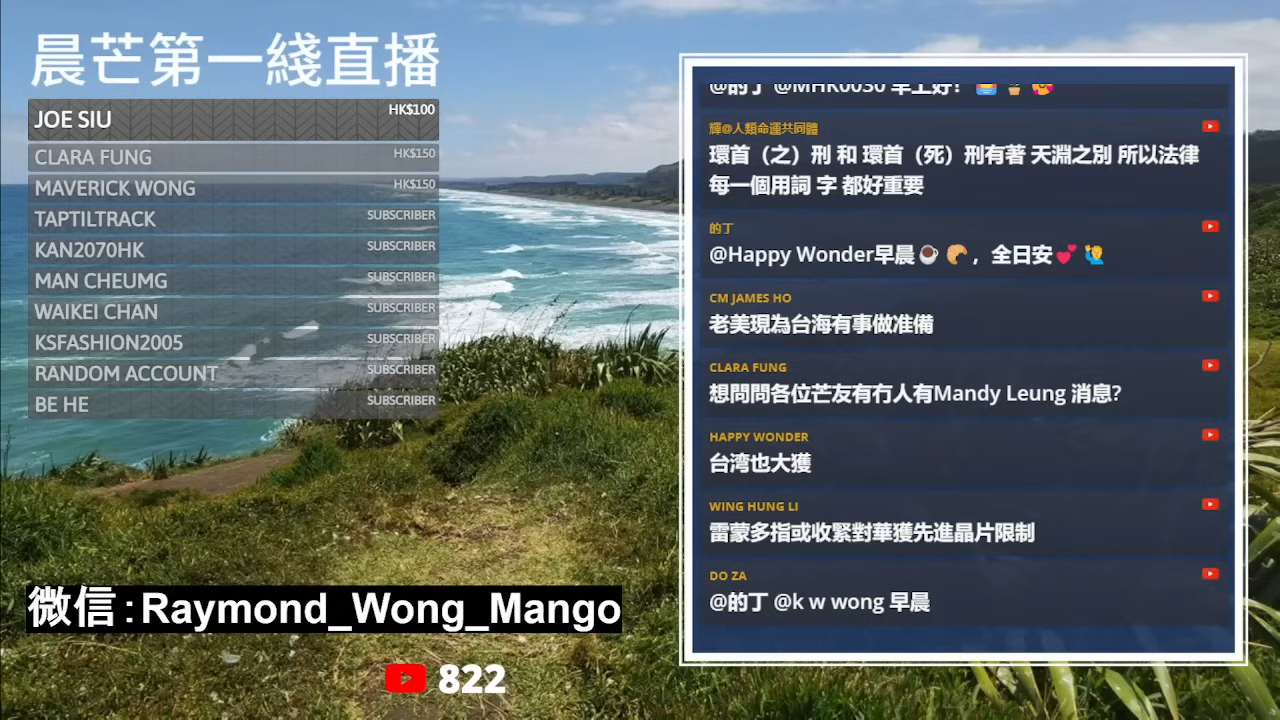 晨芒第一綫直播
JOE SIU HK$100
CLARA FUNG HK$150
MAVERICK WONG HK$150
TAPTILTRACK SUBSCRIBER
KAN2070HK SUBSCRIBER
MAN CHEUMG SUBSCRIBER
WAIKEI CHAN SUBSCRIBER
KSFASHION2005 SUBSCRIBER
RANDOM ACCOUNT SUBSCRIBER
BE HE SUBSCRIBER
微信:Raymond_Wong_Mango
822
@的丁 @MHK0030 早上好!
輝@人類命運共同體
環首（之）刑 和 環首（死）刑有著 天淵之別 所以法律
每一個用詞 字 都好重要
的丁
@Happy Wonder早晨☕🥐，全日安💕🙋
CM JAMES HO
老美現為台海有事做准備
CLARA FUNG
想問問各位芒友有冇人有Mandy Leung 消息?
HAPPY WONDER
台湾也大獲
WING HUNG LI
雷蒙多指或收緊對華獲先進晶片限制
DO ZA
@的丁 @k w wong 早晨